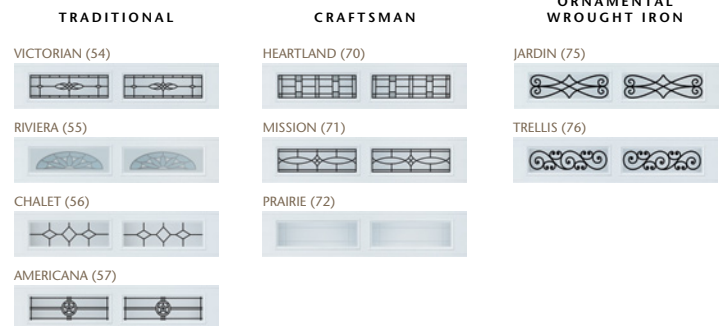 TRADITIONAL
VICTORIAN (54)
RIVIERA (55)
CHALET (56)
AMERICANA (57)
CRAFTSMAN
HEARTLAND (70)
MISSION (71)
PRAIRIE (72)
ORNAMENTAL
WROUGHT IRON
JARDIN (75)
TRELLIS (76)